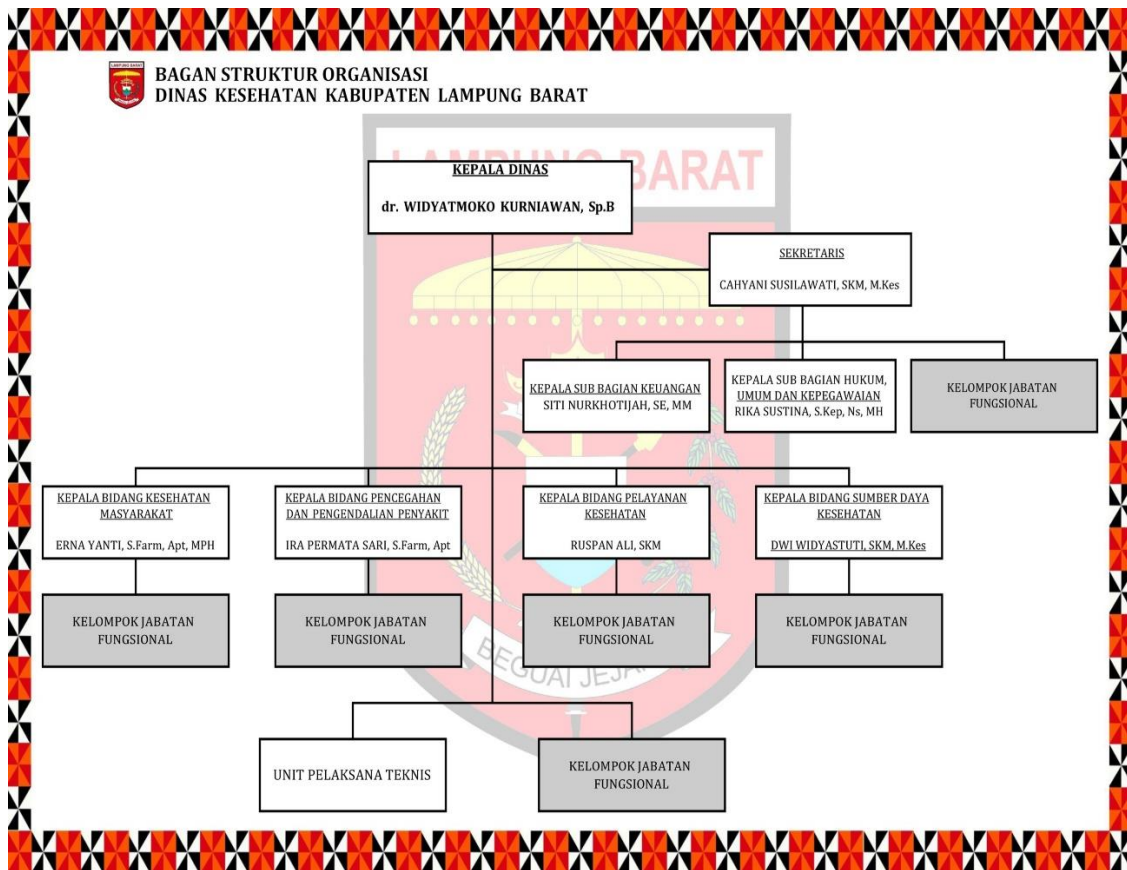 LAMPUNG BARAT
BAGAN STRUKTUR ORGANISASI
DINAS KESEHATAN KABUPATEN LAMPUNG BARAT
LAMPUNG BARAT
KEPALA DINAS
dr. WIDYATMOKO KURNIAWAN, Sp.B
SEKRETARIS
CAHYANI SUSILAWATI, SKM, M.Kes
KEPALA SUB BAGIAN KEUANGAN
SITI NURKHOTIJAH, SE, MM
KEPALA SUB BAGIAN HUKUM,
UMUM DAN KEPEGAWAIAN
RIKA SUSTINA, S.Kep, Ns, MH
KELOMPOK JABATAN
FUNGSIONAL
KEPALA BIDANG KESEHATAN
MASYARAKAT
ERNA YANTI, S.Farm, Apt, MPH
KEPALA BIDANG PENCEGAHAN
DAN PENGENDALIAN PENYAKIT
IRA PERMATA SARI, S.Farm, Apt
KEPALA BIDANG PELAYANAN
KESEHATAN
RUSPAN ALI, SKM
KEPALA BIDANG SUMBER DAYA
KESEHATAN
DWI WIDYASTUTI, SKM, M.Kes
KELOMPOK JABATAN
FUNGSIONAL
KELOMPOK JABATAN
FUNGSIONAL
KELOMPOK JABATAN
FUNGSIONAL
KELOMPOK JABATAN
FUNGSIONAL
BEGUAI
UNIT PELAKSANA TEKNIS
KELOMPOK JABATAN
FUNGSIONAL